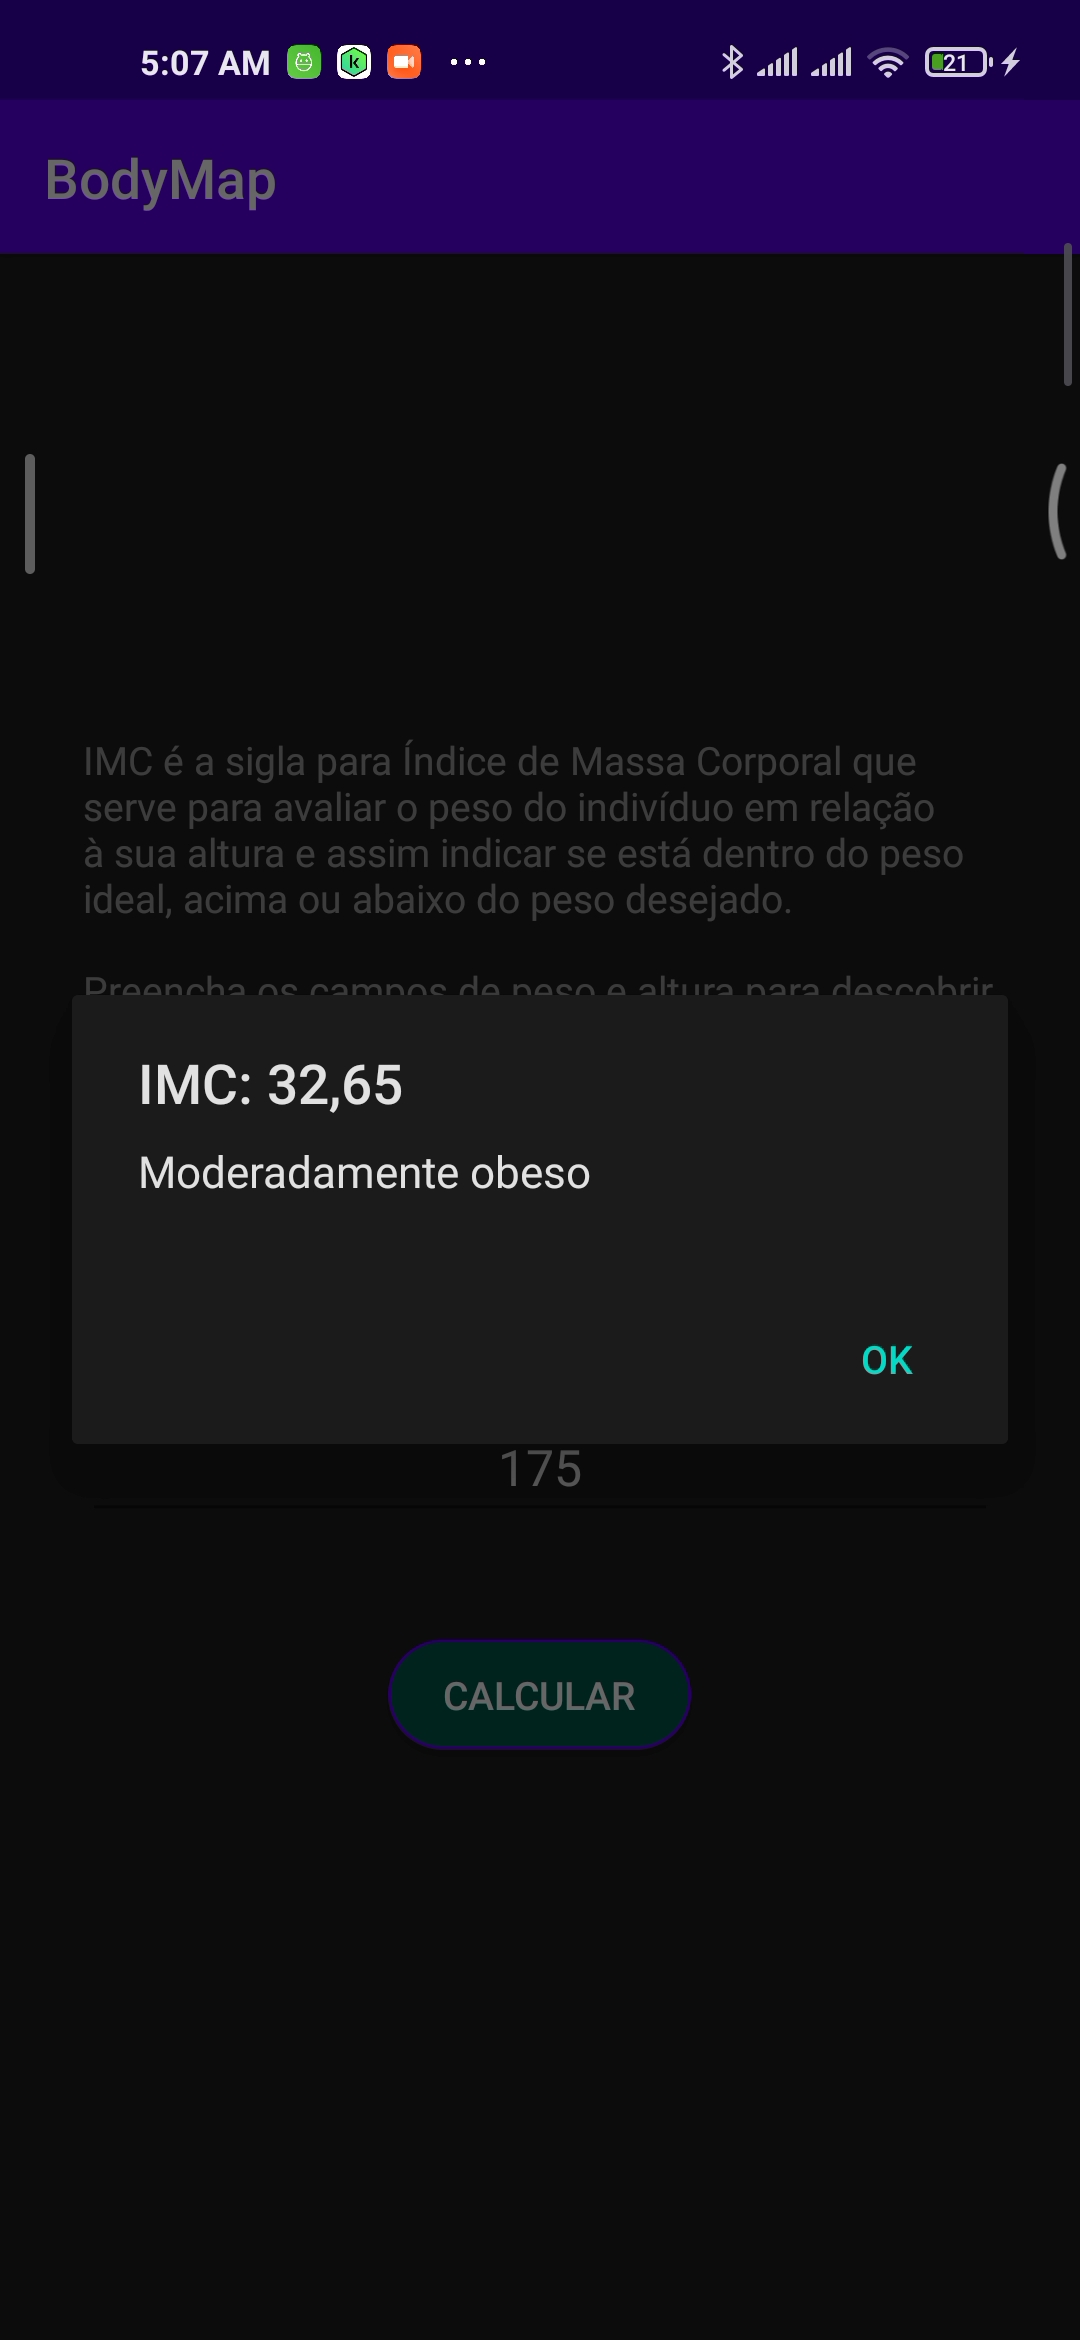 5:07 AM
21
BodyMap
IMC é a sigla para Índice de Massa Corporal que
serve para avaliar o peso do indivíduo em relação
à sua altura e assim indicar se está dentro do peso
ideal, acima ou abaixo do peso desejado.
Preencha os campos de peso e altura para descobrir
IMC: 32,65
Moderadamente obeso
OK
175
CALCULAR